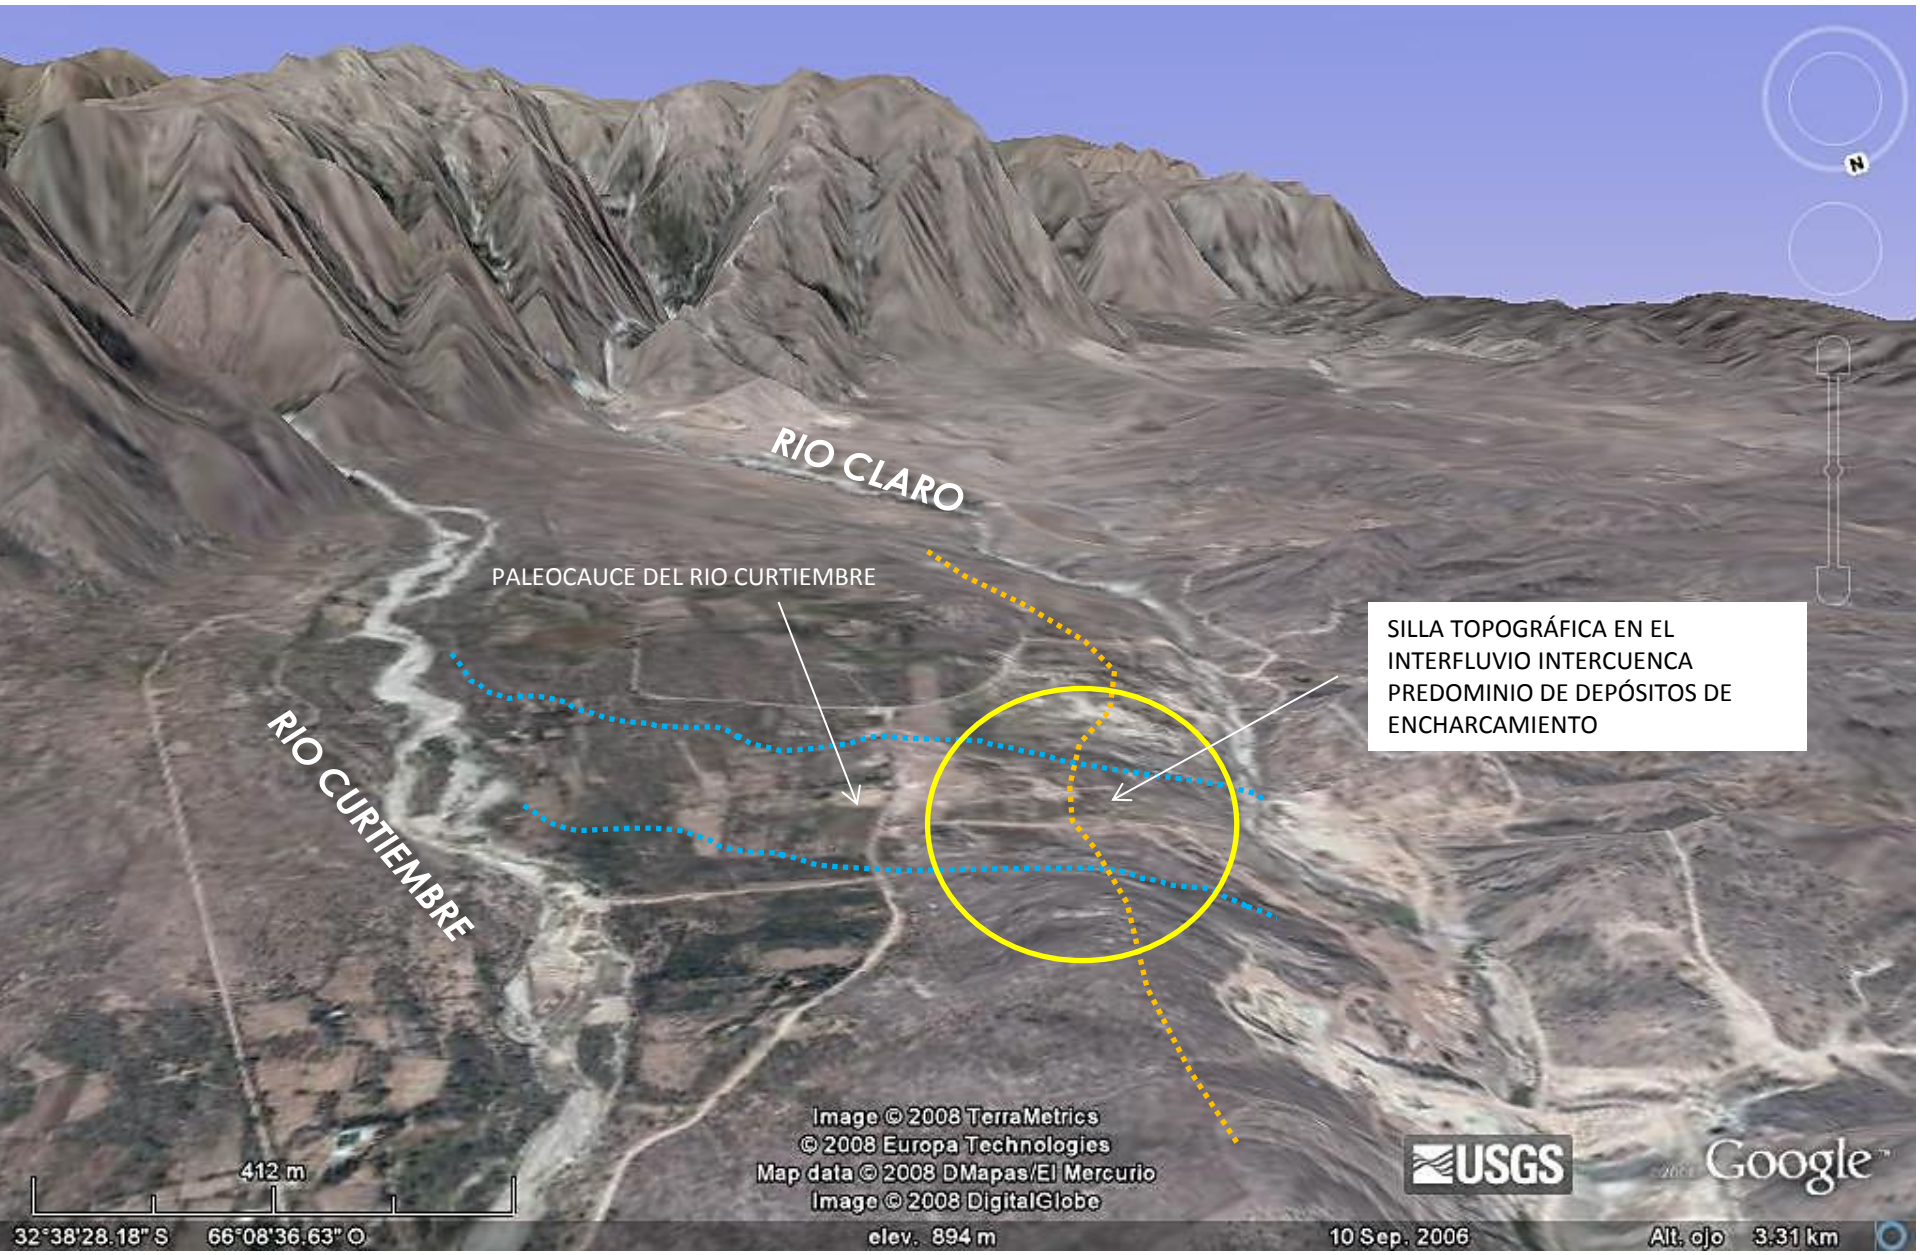 N
RIO CLARO
PALEOCAUCE DEL RIO CURTIEMBRE
SILLA TOPOGRÁFICA EN EL
INTERFLUVIO INTERCUENCA
PREDOMINIO DE DEPÓSITOS DE
ENCHARCAMIENTO
RIO CURTIEMBRE
Image © 2008 TerraMetrics
© 2008 Europa Technologies
Map data © 2008 DMapas/El Mercurio
Image © 2008 DigitalGlobe
412 m
USGS
Google™
32°38'28.18" S 66°08'36.63" O
elev. 894 m
10 Sep. 2006
Alt. ojo 3.31 km